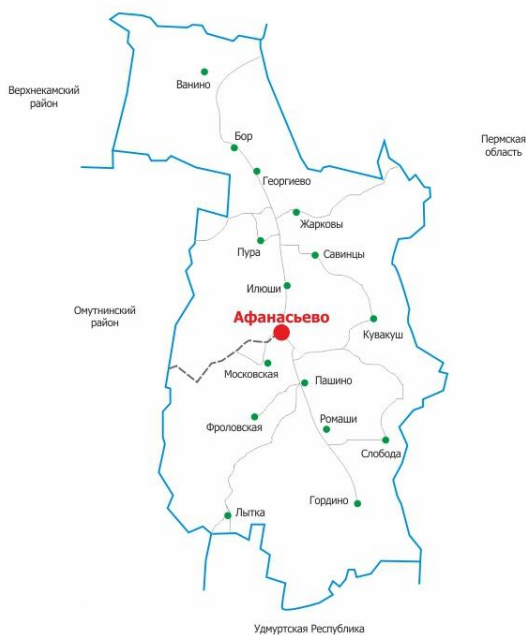 Ванино
Верхнекамский
район
Бор
Пермская
область
Георгиево
Жарковы
Пура
Савинцы
Илюши
Омутнинский
район
Афанасьево
Кувакуш
Московская
Пашино
Фроловская
Ромаши
Слобода
Гордино
Лытка
Удмуртская Республика